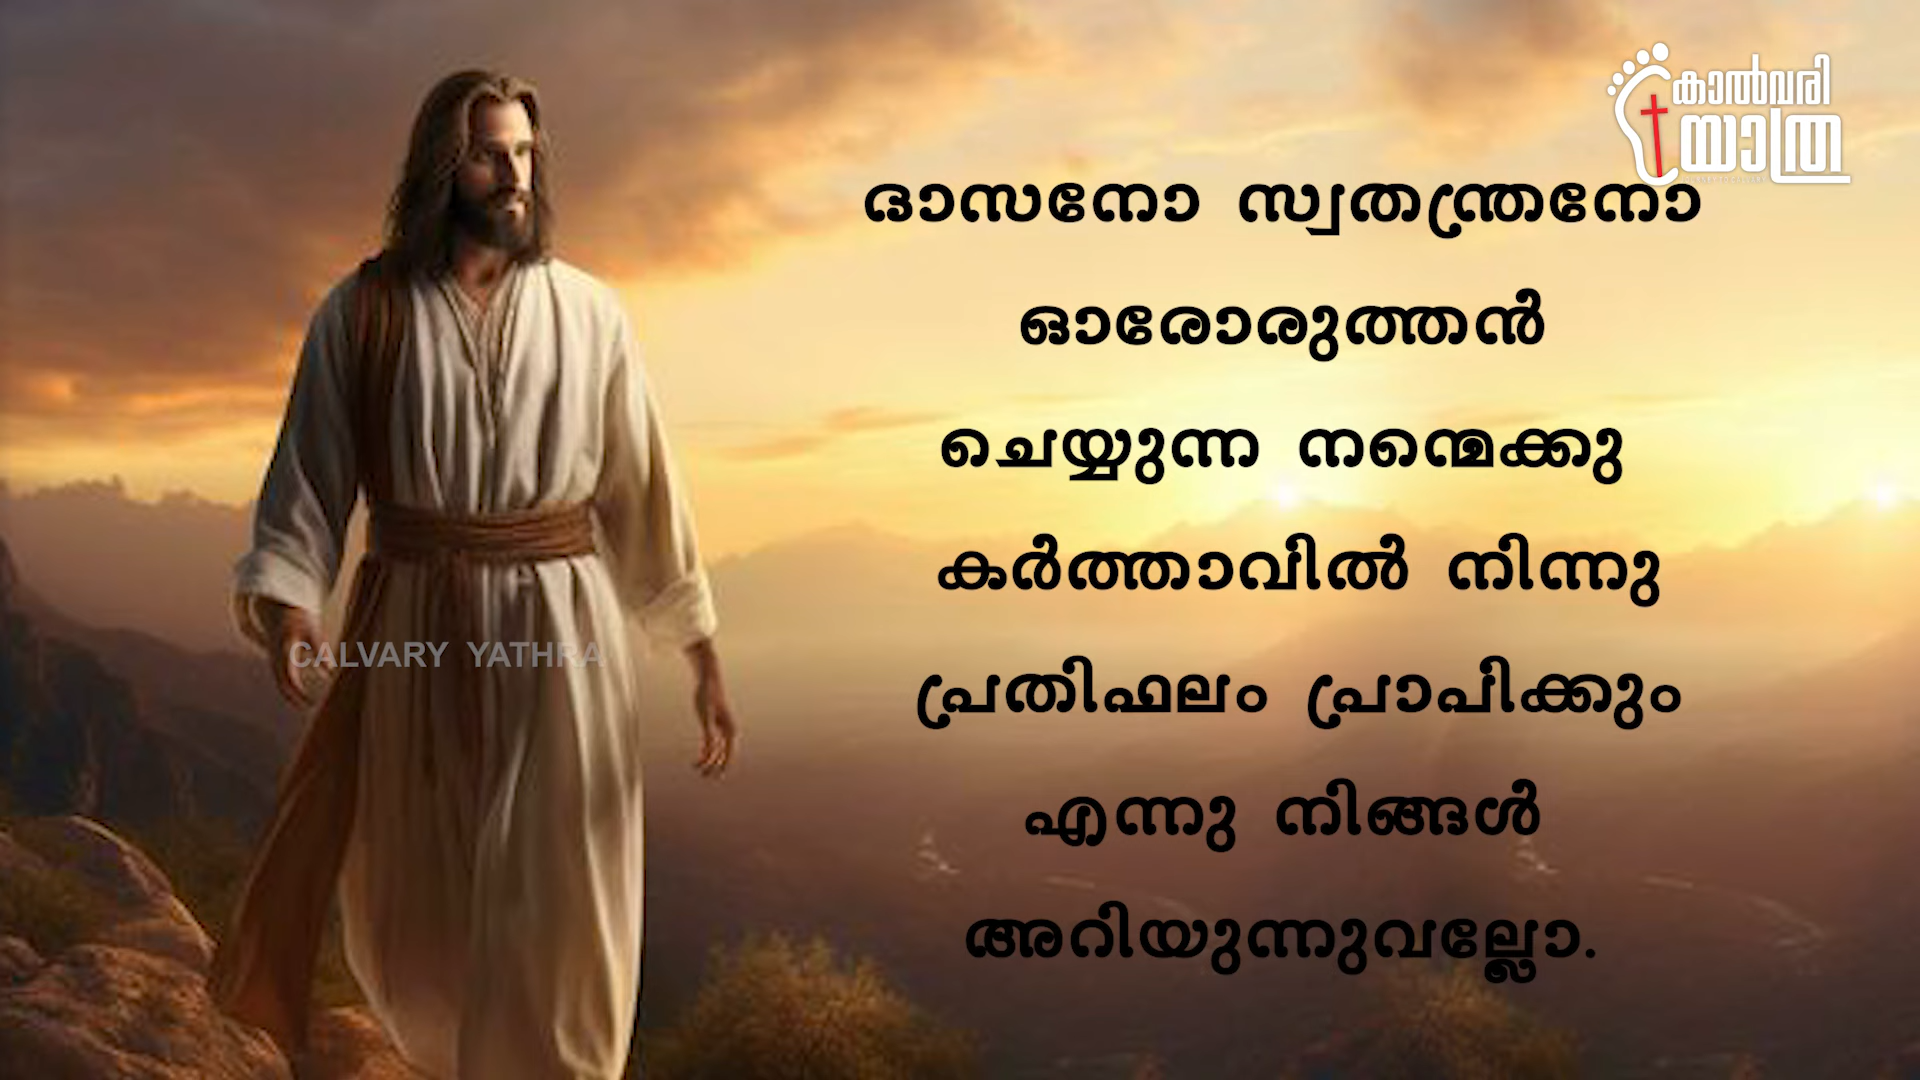 കാൽവരി
യാത്ര
ദാസനോ സ്വതന്ത്രനോ
ഓരോരുത്തൻ
ചെയ്യുന്ന നന്മെക്കു
കർത്താവിൽ നിന്നു
പ്രതിഫലം പ്രാപിക്കും
എന്നു നിങ്ങൾ
അറിയുന്നുവല്ലോ.
CALVARY YATHRA